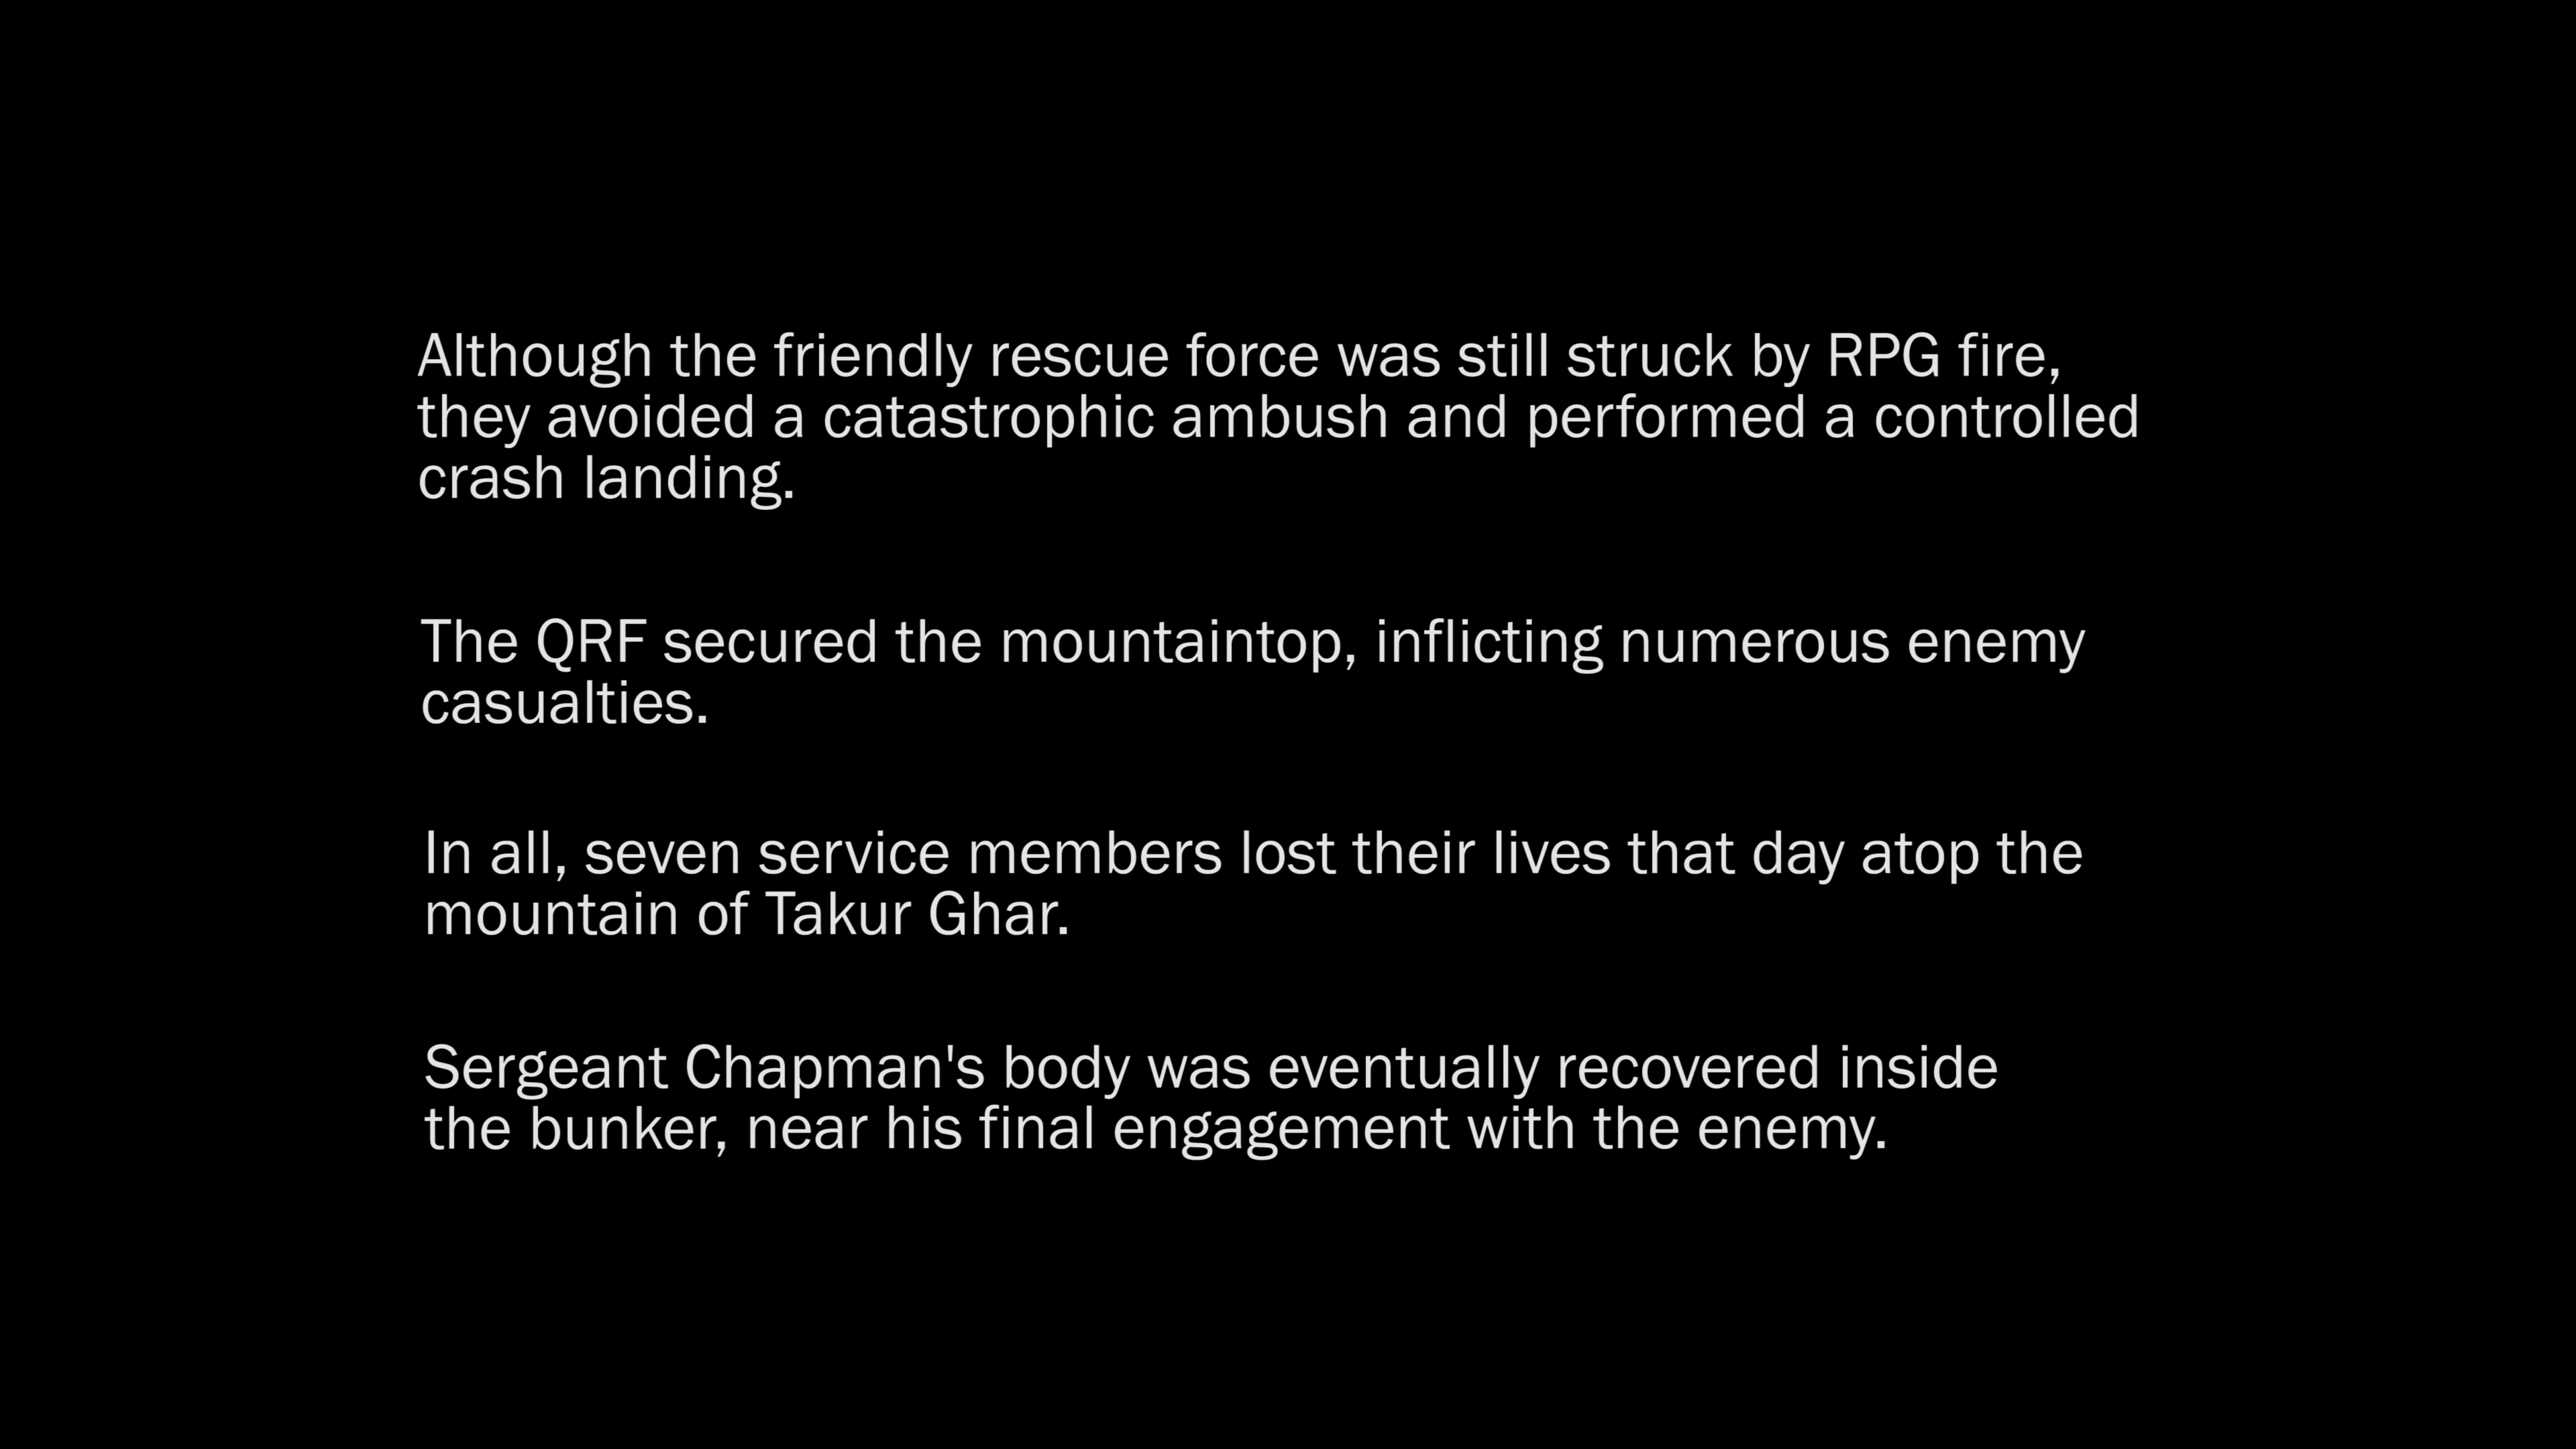 Although the friendly rescue force was still struck by RPG fire,
they avoided a catastrophic ambush and performed a controlled
crash landing.
The QRF secured the mountaintop, inflicting numerous enemy
casualties.
In all, seven service members lost their lives that day atop the
mountain of Takur Ghar.
Sergeant Chapman's body was eventually recovered inside
the bunker, near his final engagement with the enemy.